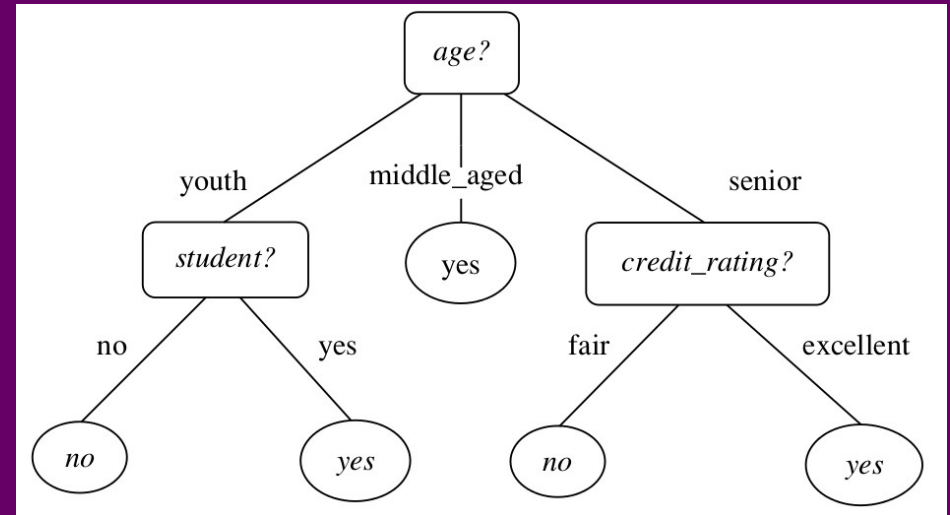 age?
youth
middle_aged
senior
student?
yes
credit_rating?
no
yes
fair
excellent
no
yes
no
yes